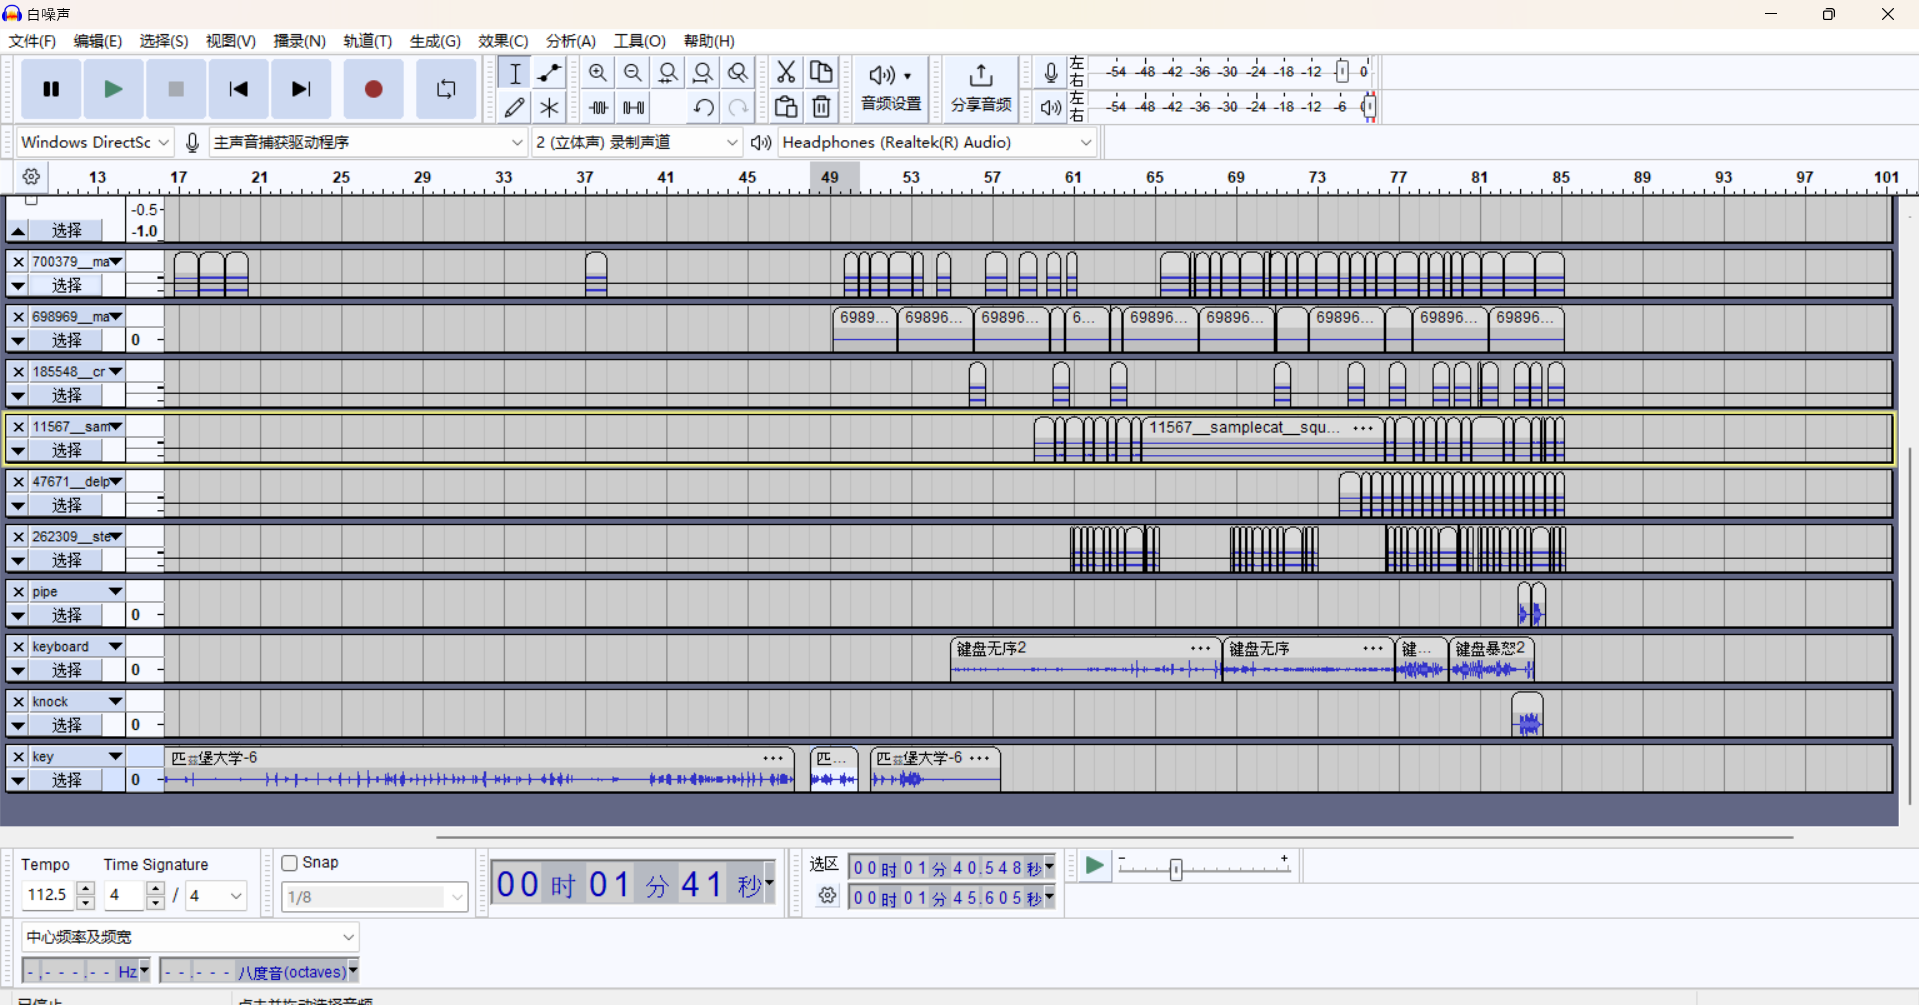 白噪声
文件(F) 编辑(E) 选择(S) 视图(V) 播录(N) 轨道(T) 生成(G) 效果(C) 分析(A) 工具(O) 帮助(H)
音频设置
分享音频
左
右
-54 -48 -42 -36 -30 -24 -18 -12 0
左
右
-54 -48 -42 -36 -30 -24 -18 -12 -6
Windows DirectSc
主声音捕获驱动程序
2 (立体声) 录制声道
Headphones (Realtek(R) Audio)
13 17 21 25 29 33 37 41 45 49 53 57 61 65 69 73 77 81 85 89 93 97 101
-0.5
选择 -1.0
700379__ma
选择
698969__ma 6989... 69896... 69896... 6... 69896... 69896... 69896... 69896... 69896...
选择 0
185548__cr
选择
11567__sam 11567__samplecat__squ... ...
选择
47671__delp
选择
262309__ste
选择
pipe
选择 0
keyboard 键盘无序2 ... 键盘无序 ... 键... 键盘暴怒2
选择 0
knock
选择 0
key 匹兹堡大学-6 ... 匹... 匹兹堡大学-6 ...
选择 0
Tempo Time Signature
112.5 4 / 4
Snap
1/8
00 时 01 分 41 秒
选区
00时01分40.548秒
00时01分45.605秒
- +
中心频率及频宽
-,---.-- Hz
--.--- 八度音(octaves)
已停止
点击并拖动选择音频